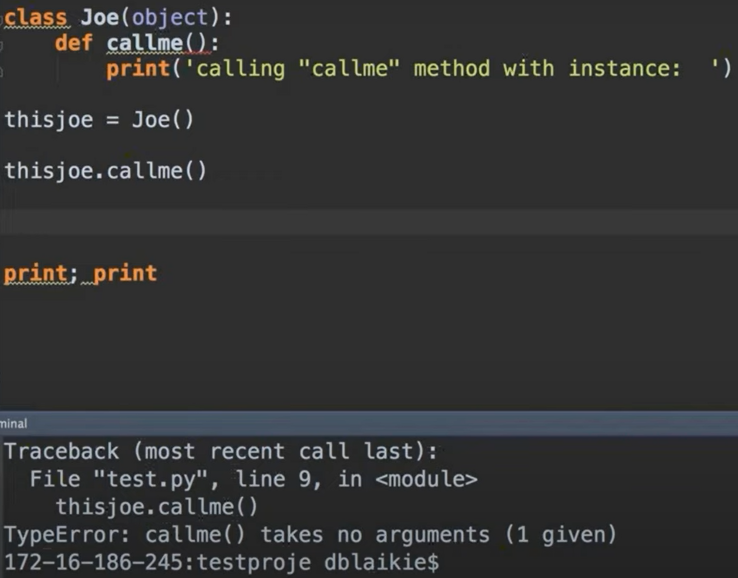 class Joe(object):
    def callme():
        print('calling "callme" method with instance:  ')
thisjoe = Joe()
thisjoe.callme()
print; print
minal
Traceback (most recent call last):
  File "test.py", line 9, in <module>
    thisjoe.callme()
TypeError: callme() takes no arguments (1 given)
172-16-186-245:testproje dblaikie$